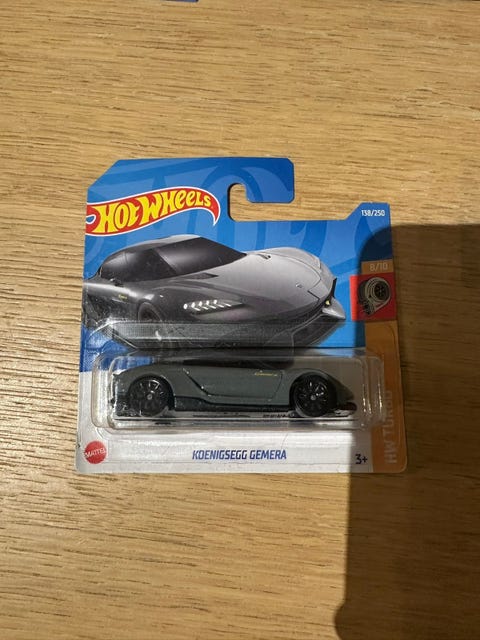 HOT WHEELS
138/250
8/10
MATTEL
KOENIGSEGG GEMERA
3+